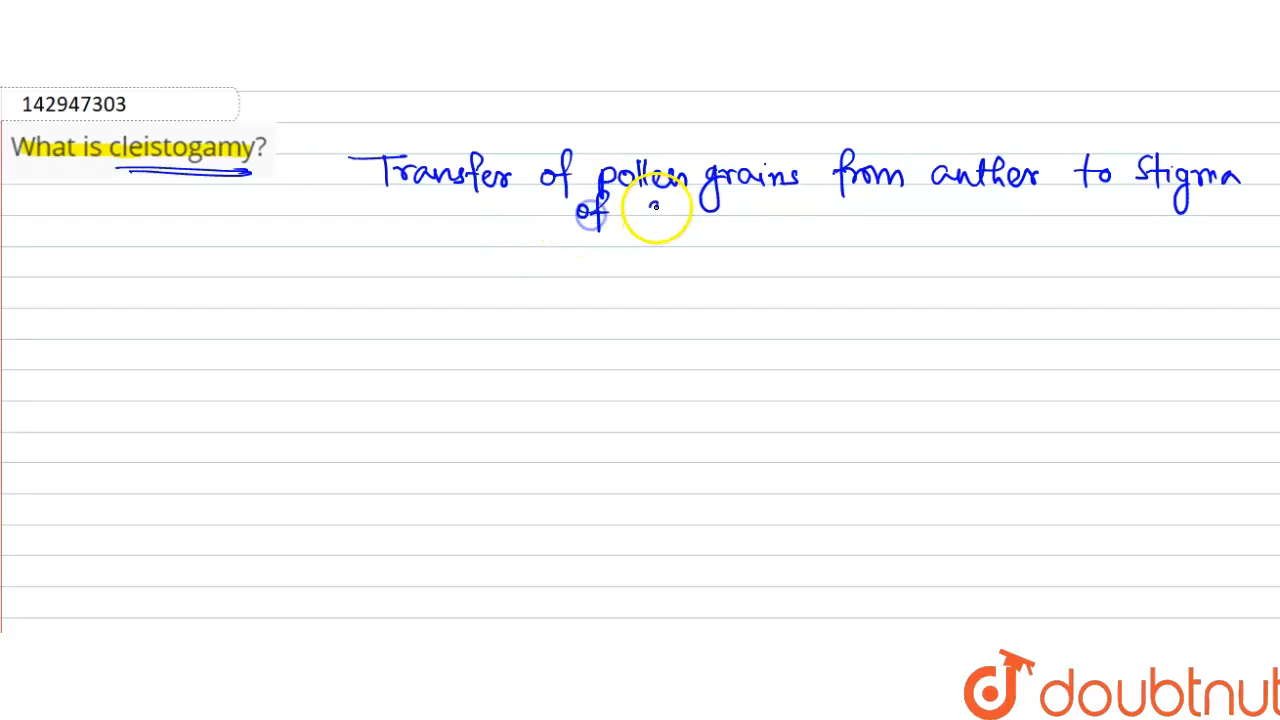 142947303
What is cleistogamy?
Transfer of pollen grains from anther to Stigma
of
doubtnut